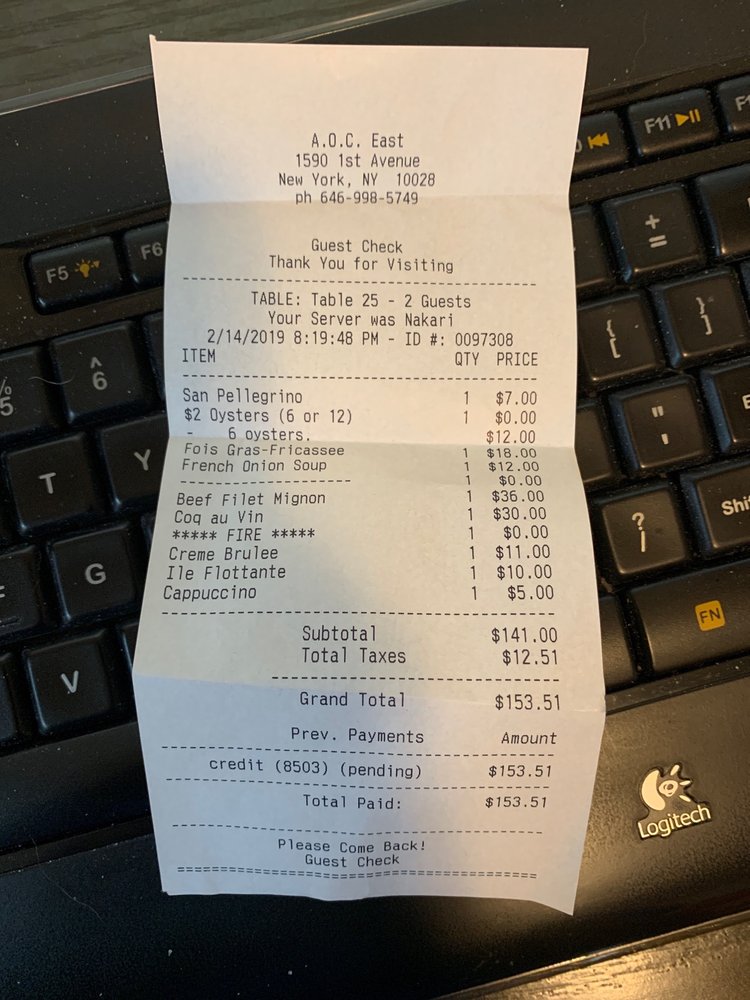 A.O.C. East
1590 1st Avenue
New York, NY 10028
ph 646-998-5749
Guest Check
Thank You for Visiting
TABLE: Table 25 - 2 Guests
Your Server was Nakari
2/14/2019 8:19:48 PM - ID #: 0097308
ITEM QTY PRICE
San Pellegrino 1 $7.00
$2 Oysters (6 or 12) 1 $0.00
- 6 oysters. $12.00
Fois Gras-Fricassee 1 $18.00
French Onion Soup 1 $12.00
-------------------- 1 $0.00
Beef Filet Mignon 1 $36.00
Coq au Vin 1 $30.00
***** FIRE ***** 1 $0.00
Creme Brulee 1 $11.00
Ile Flottante 1 $10.00
Cappuccino 1 $5.00
Subtotal $141.00
Total Taxes $12.51
Grand Total $153.51
Prev. Payments Amount
credit (8503) (pending) $153.51
Total Paid: $153.51
Please Come Back!
Guest Check
F5
F6
F11
5
^
6
T
Y
G
V
+
=
{
[
}
]
"
'
?
/
Shi
FN
Logitech